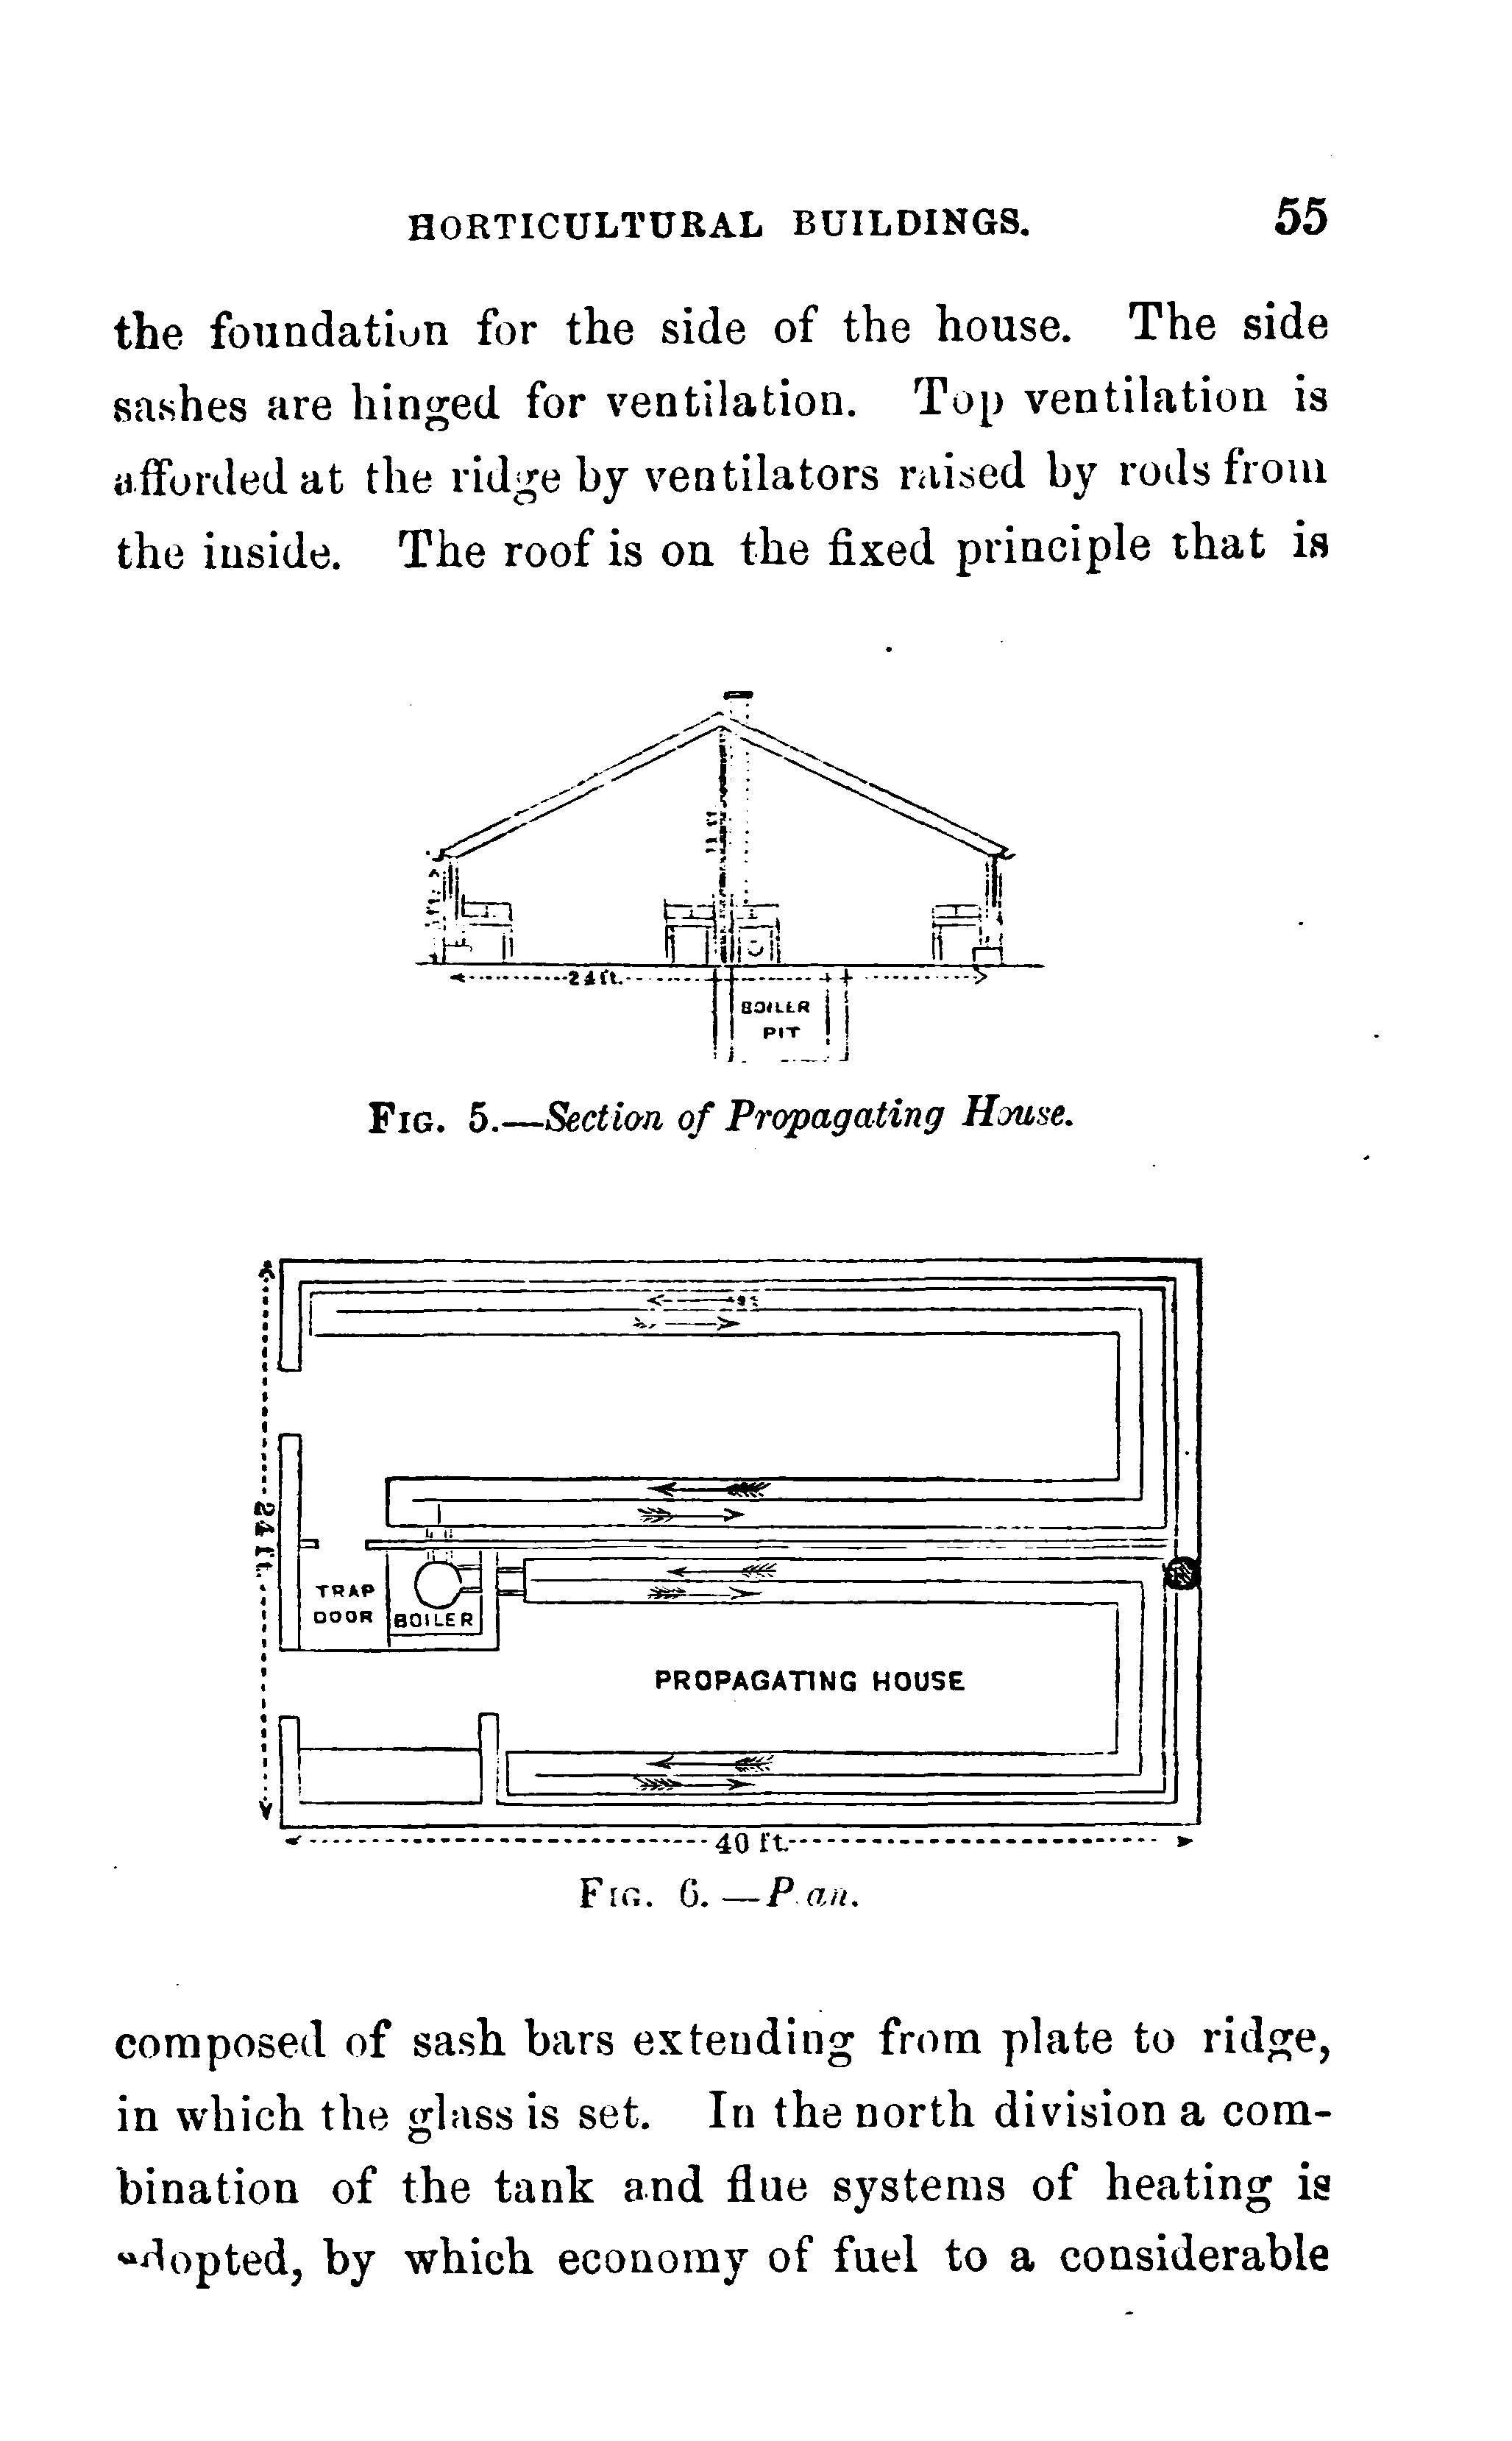 HORTICULTURAL BUILDINGS. 55
the foundation for the side of the house. The side
sashes are hinged for ventilation. Top ventilation is
afforded at the ridge by ventilators raised by rods from
the inside. The roof is on the fixed principle that is
24 ft.
BOILER
PIT
FIG. 5.—Section of Propagating House.
24 ft.
TRAP
DOOR
BOILER
PROPAGATING HOUSE
40 ft.
FIG. 6.—Plan.
composed of sash bars extending from plate to ridge,
in which the glass is set. In the north division a com-
bination of the tank and flue systems of heating is
adopted, by which economy of fuel to a considerable